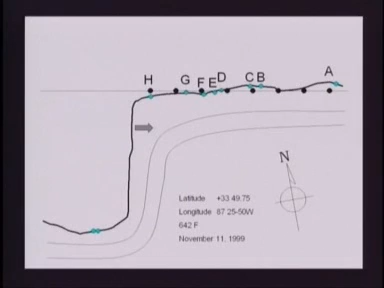 H G F E D C B A
N
Latitude +33 49.75
Longitude 87 25-50W
642 F
November 11. 1999